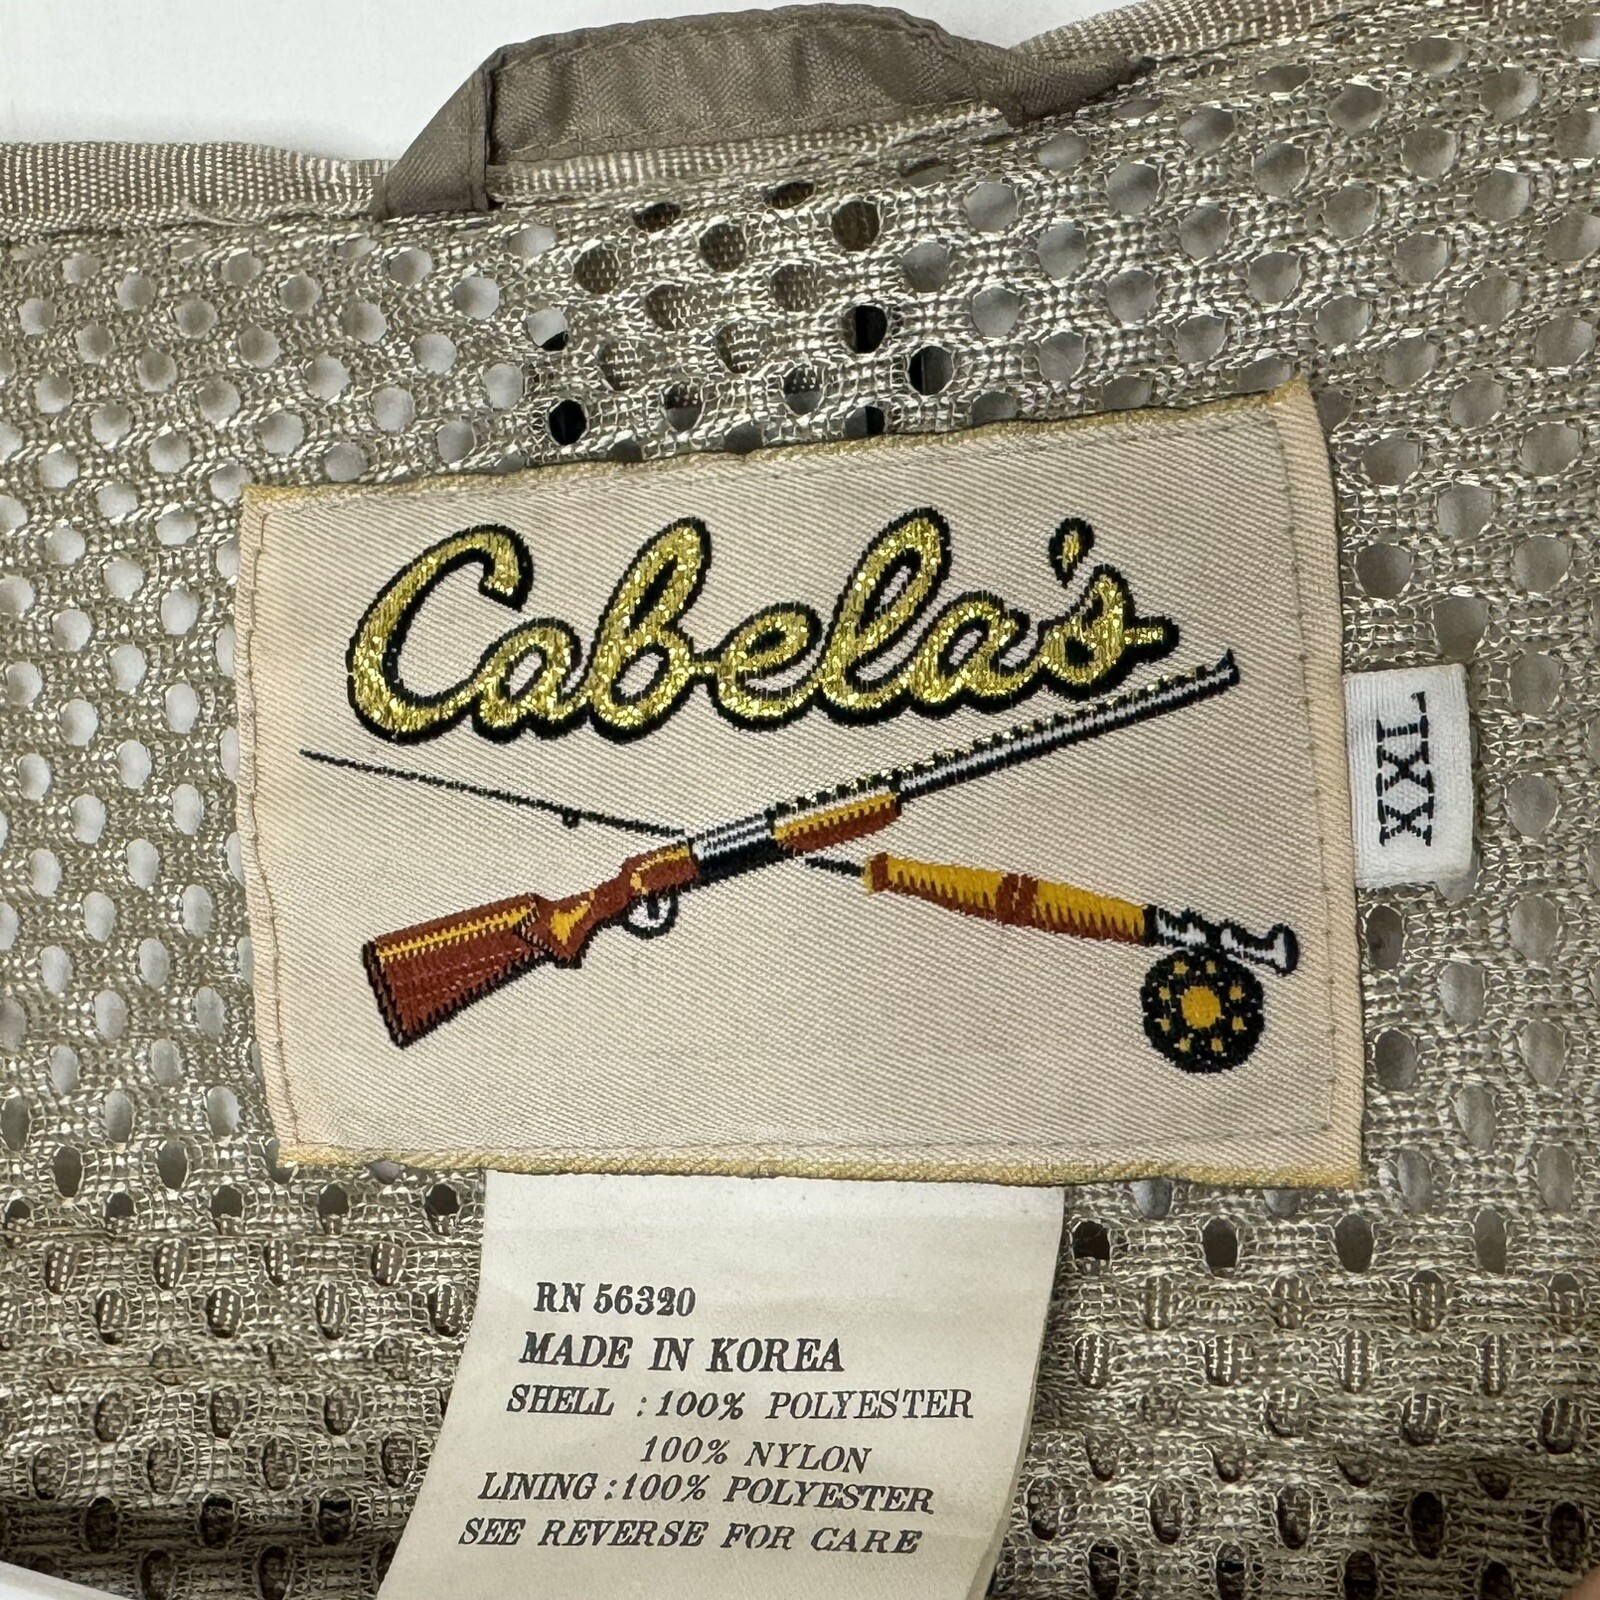 Cabela's
XXL
RN 56320
MADE IN KOREA
SHELL : 100% POLYESTER
100% NYLON
LINING : 100% POLYESTER
SEE REVERSE FOR CARE